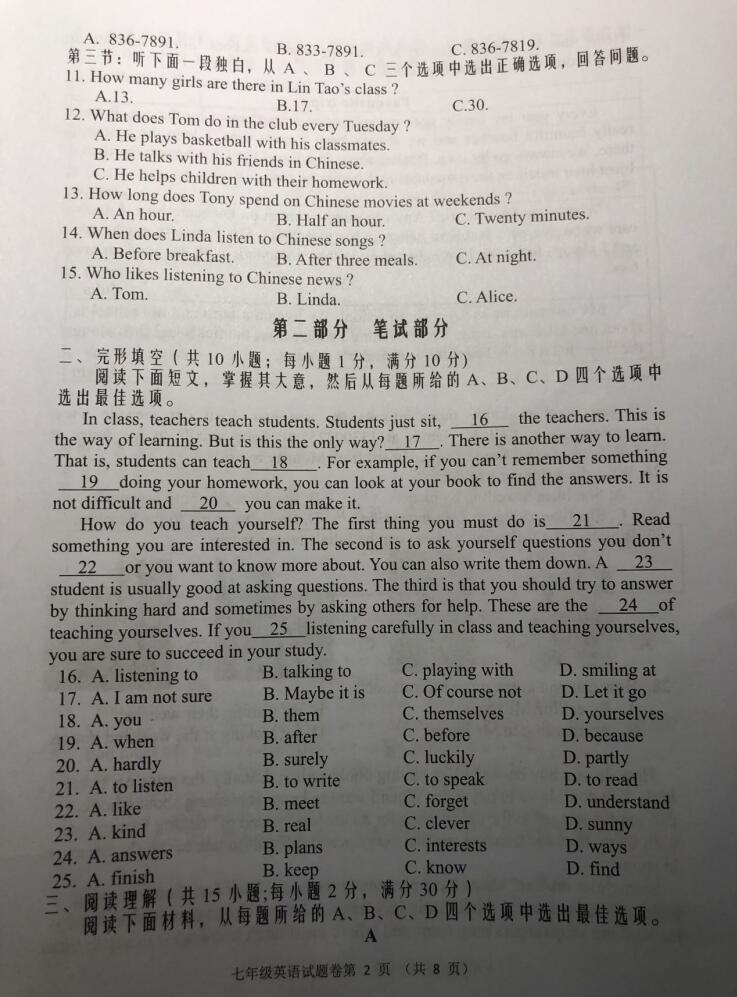 A. 836-7891. B. 833-7891. C. 836-7819.
第三节：听下面一段独白，从 A 、 B 、 C 三个选项中选出正确选项，回答问题。
11. How many girls are there in Lin Tao's class ?
A.13. B.17. C.30.
12. What does Tom do in the club every Tuesday ?
A. He plays basketball with his classmates.
B. He talks with his friends in Chinese.
C. He helps children with their homework.
13. How long does Tony spend on Chinese movies at weekends ?
A. An hour. B. Half an hour. C. Twenty minutes.
14. When does Linda listen to Chinese songs ?
A. Before breakfast. B. After three meals. C. At night.
15. Who likes listening to Chinese news ?
A. Tom. B. Linda. C. Alice.
第二部分 笔试部分
二、完形填空（共 10 小题；每小题 1 分，满分 10 分）
阅读下面短文，掌握其大意，然后从每题所给的 A、B、C、D 四个选项中
选出最佳选项。
In class, teachers teach students. Students just sit, 16 the teachers. This is
the way of learning. But is this the only way? 17 . There is another way to learn.
That is, students can teach 18 . For example, if you can't remember something
19 doing your homework, you can look at your book to find the answers. It is
not difficult and 20 you can make it.
How do you teach yourself? The first thing you must do is 21 . Read
something you are interested in. The second is to ask yourself questions you don't
22 or you want to know more about. You can also write them down. A 23
student is usually good at asking questions. The third is that you should try to answer
by thinking hard and sometimes by asking others for help. These are the 24 of
teaching yourselves. If you 25 listening carefully in class and teaching yourselves,
you are sure to succeed in your study.
16. A. listening to B. talking to C. playing with D. smiling at
17. A. I am not sure B. Maybe it is C. Of course not D. Let it go
18. A. you B. them C. themselves D. yourselves
19. A. when B. after C. before D. because
20. A. hardly B. surely C. luckily D. partly
21. A. to listen B. to write C. to speak D. to read
22. A. like B. meet C. forget D. understand
23. A. kind B. real C. clever D. sunny
24. A. answers B. plans C. interests D. ways
25. A. finish B. keep C. know D. find
三、阅读理解（共 15 小题;每小题 2 分，满分 30 分）
阅读下面材料，从每题所给的 A、B、C、D 四个选项中选出最佳选项。
A
七年级英语试题卷第 2 页 （共 8 页）